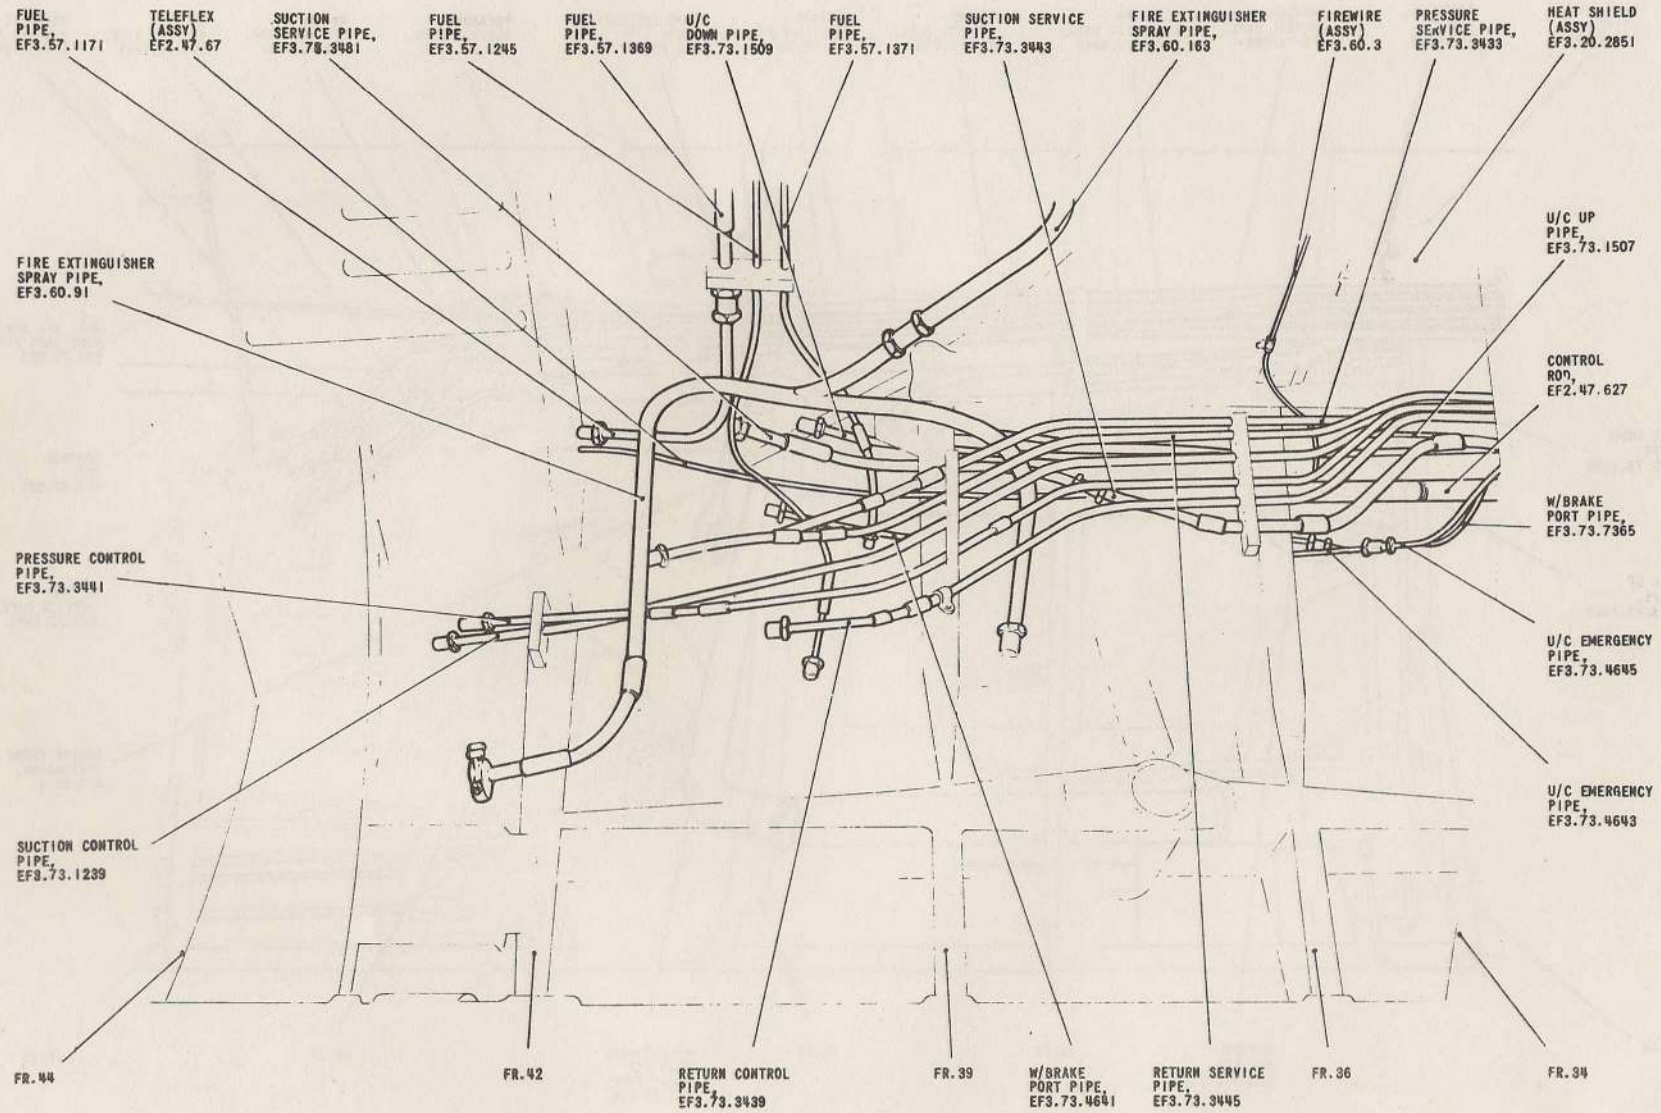 FUEL
PIPE,
EF3.57.1171
TELEFLEX
(ASSY)
EF2.47.67
SUCTION
SERVICE PIPE,
EF3.73.3481
FUEL
PIPE,
EF3.57.1245
FUEL
PIPE,
EF3.57.1369
U/C
DOWN PIPE,
EF3.73.1509
FUEL
PIPE,
EF3.57.1371
SUCTION SERVICE
PIPE,
EF3.73.3443
FIRE EXTINGUISHER
SPRAY PIPE,
EF3.60.163
FIREWIRE
(ASSY)
EF3.60.3
PRESSURE
SERVICE PIPE,
EF3.73.3433
HEAT SHIELD
(ASSY)
EF3.20.2851
U/C UP
PIPE,
EF3.73.1507
FIRE EXTINGUISHER
SPRAY PIPE,
EF3.60.91
CONTROL
ROD,
EF2.47.627
W/BRAKE
PORT PIPE,
EF3.73.7365
PRESSURE CONTROL
PIPE,
EF3.73.3441
U/C EMERGENCY
PIPE,
EF3.73.4645
U/C EMERGENCY
PIPE,
EF3.73.4643
SUCTION CONTROL
PIPE,
EF3.73.1239
FR.44
FR.42
RETURN CONTROL
PIPE,
EF3.73.3439
FR.39
W/BRAKE
PORT PIPE,
EF3.73.4641
RETURN SERVICE
PIPE,
EF3.73.3445
FR.36
FR.34